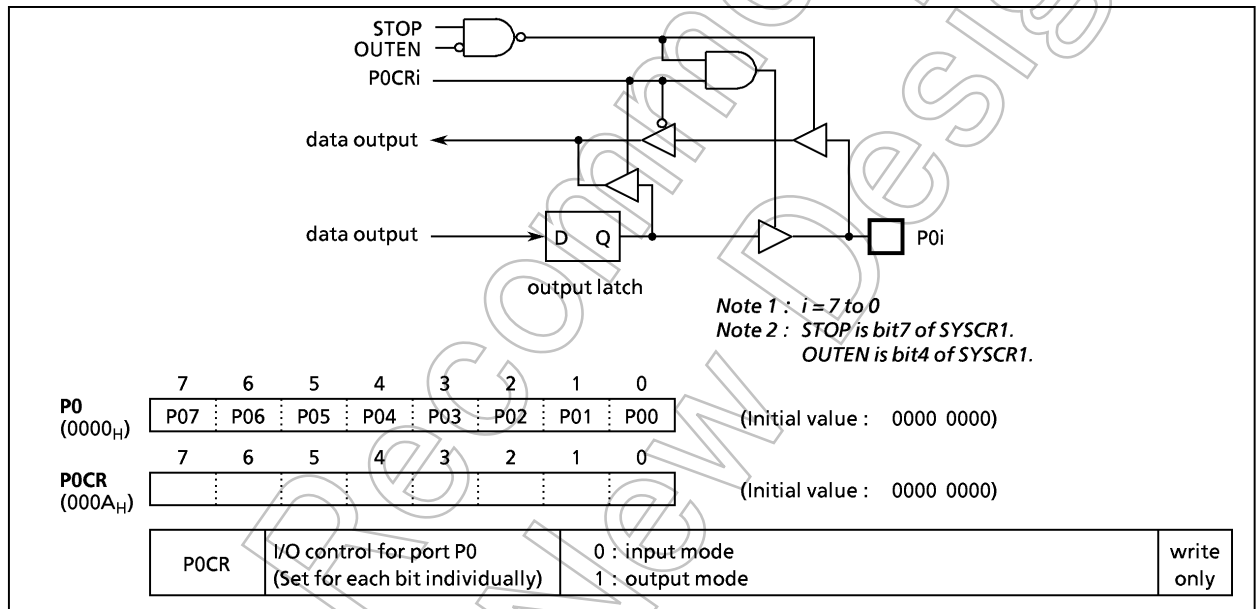 STOP
OUTEN
P0CRi
data output
data output
D Q
P0i
output latch
Note 1 : i = 7 to 0
Note 2 : STOP is bit7 of SYSCR1.
OUTEN is bit4 of SYSCR1.
7 6 5 4 3 2 1 0
P0 (0000H) P07 P06 P05 P04 P03 P02 P01 P00 (Initial value : 0000 0000)
7 6 5 4 3 2 1 0
P0CR (000AH) (Initial value : 0000 0000)
P0CR I/O control for port P0 (Set for each bit individually) 0 : input mode 1 : output mode write only
Recomme
New Desig